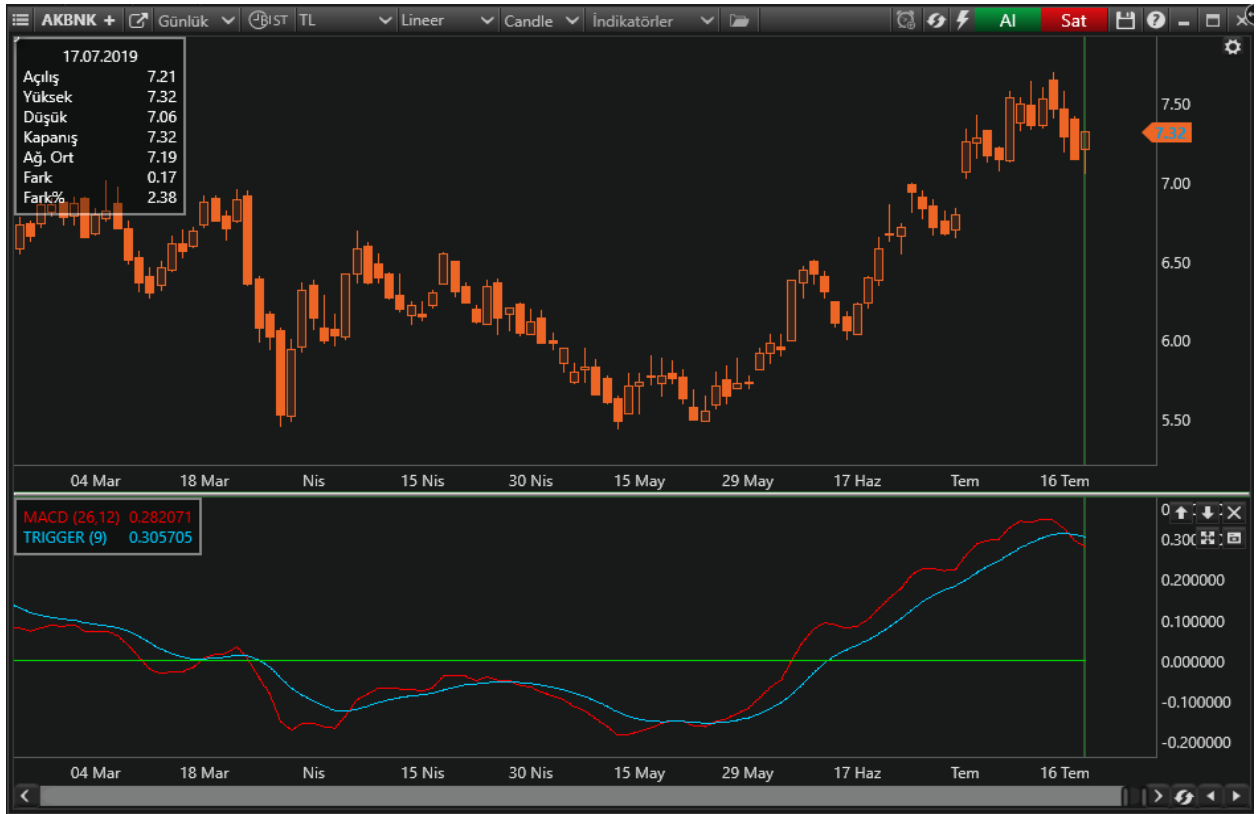 AKBNK + Günlük BIST TL Lineer Candle İndikatörler Al Sat
17.07.2019
Açılış 7.21
Yüksek 7.32
Düşük 7.06
Kapanış 7.32
Ağ. Ort 7.19
Fark 0.17
Fark% 2.38
7.50
7.32
7.00
6.50
6.00
5.50
04 Mar 18 Mar Nis 15 Nis 30 Nis 15 May 29 May 17 Haz Tem 16 Tem
MACD (26,12) 0.282071
TRIGGER (9) 0.305705
0.200000
0.100000
0.000000
-0.100000
-0.200000
04 Mar 18 Mar Nis 15 Nis 30 Nis 15 May 29 May 17 Haz Tem 16 Tem